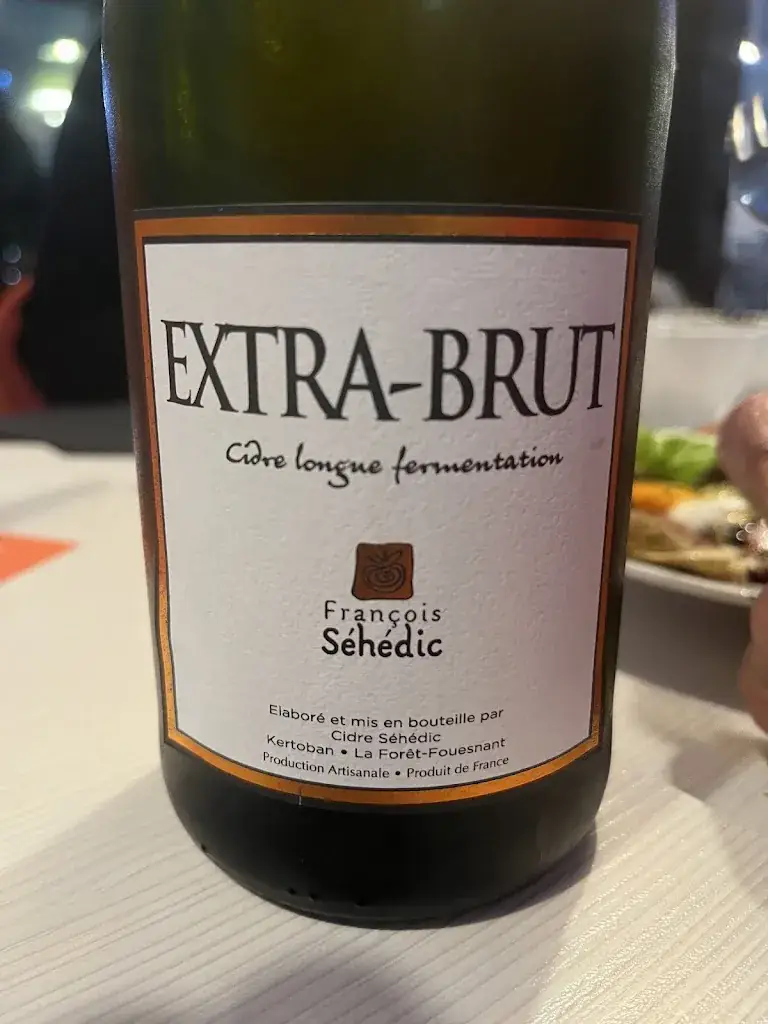 EXTRA-BRUT
Cidre longue fermentation
François
Séhédic
Elaboré et mis en bouteille par
Cidre Séhédic
Kertoban • La Forêt-Fouesnant
Production Artisanale • Produit de France